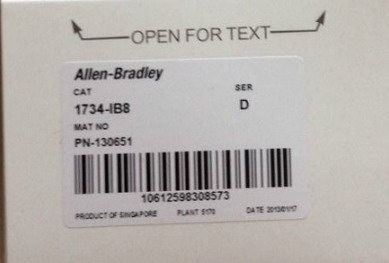 OPEN FOR TEXT
Allen-Bradley
CAT SER
1734-IB8 D
MAT NO
PN-130651
10612598308573
PRODUCT OF SINGAPORE PLANT 5170 DATE 2013/01/17